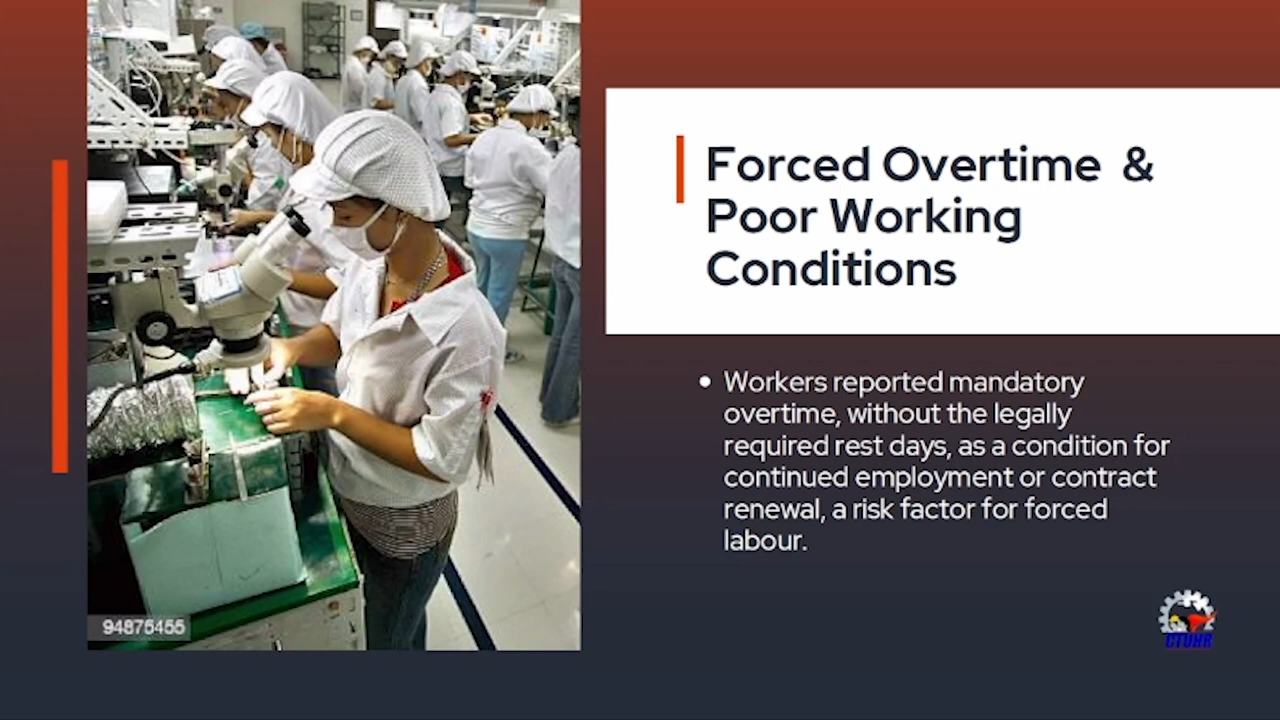 Forced Overtime &
Poor Working
Conditions
• Workers reported mandatory
overtime, without the legally
required rest days, as a condition for
continued employment or contract
renewal, a risk factor for forced
labour.
94875455
CTUHR